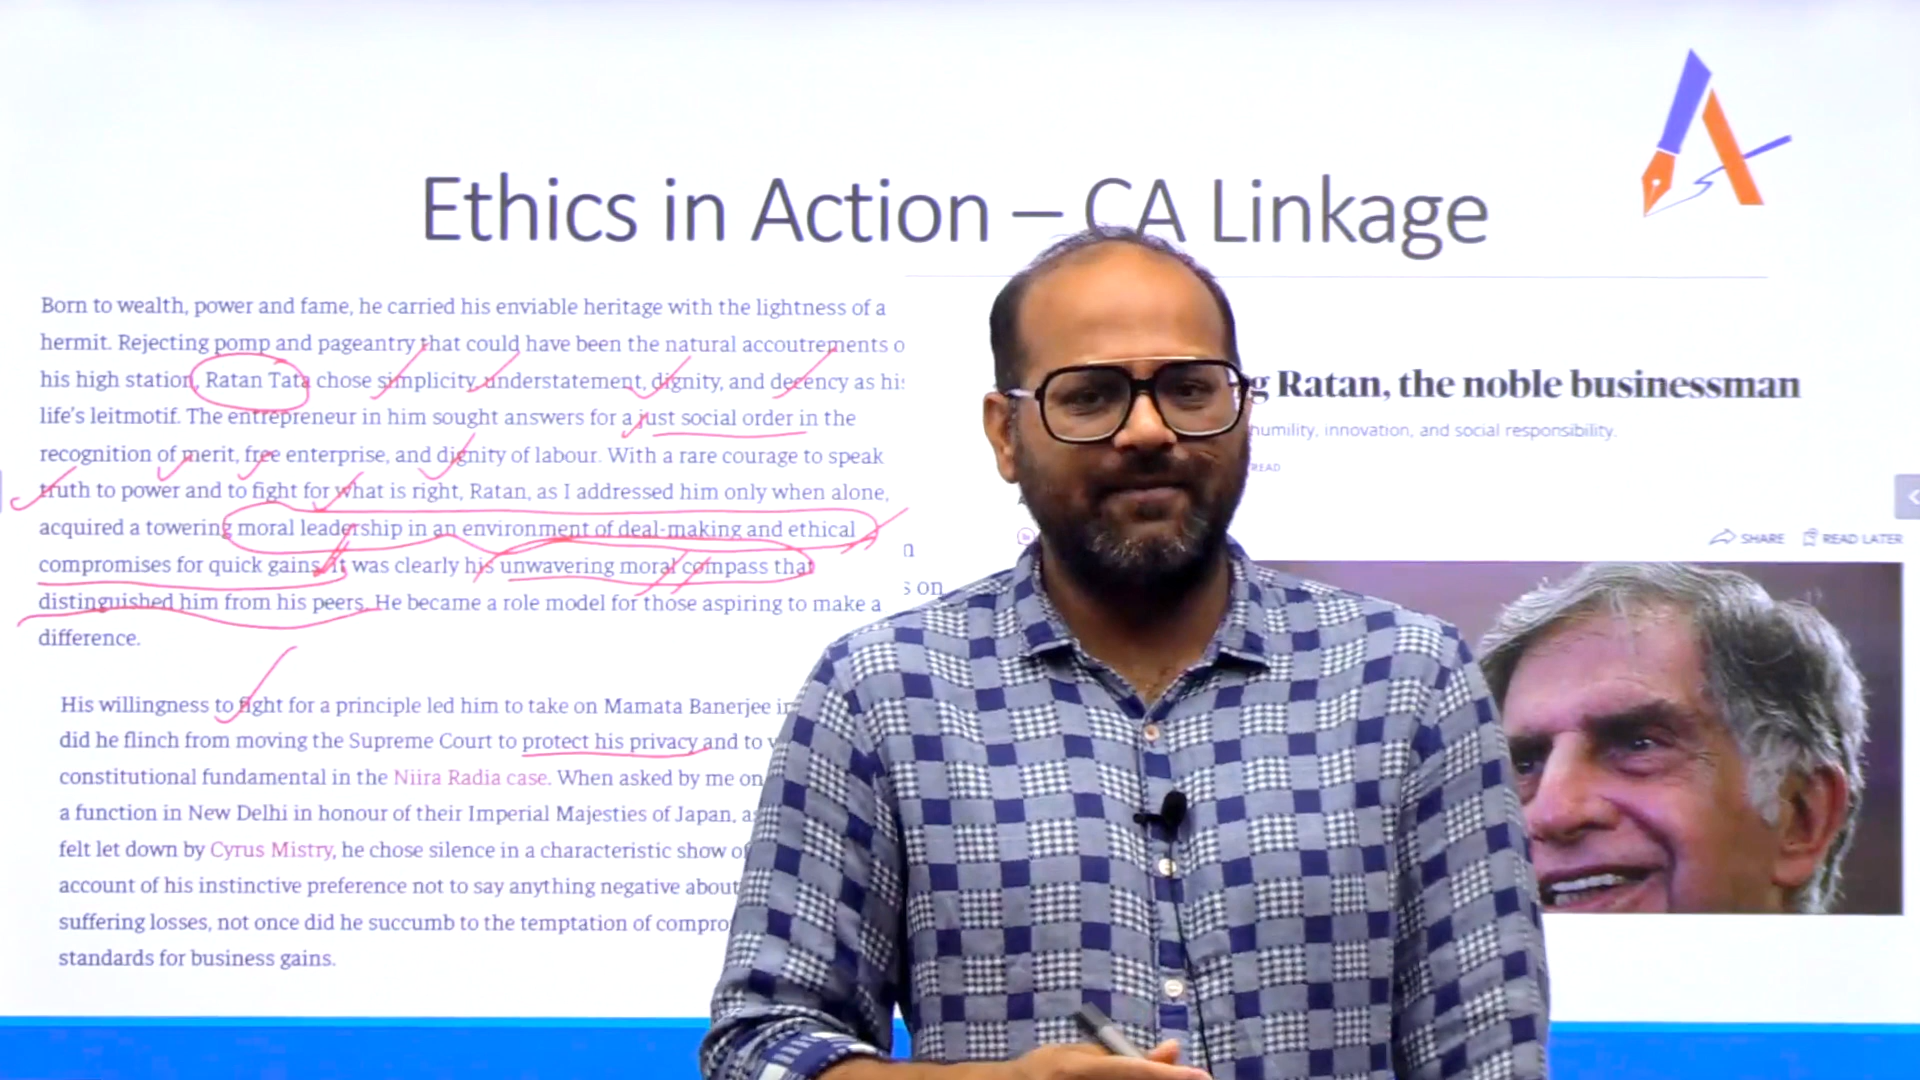 Ethics in Action – CA Linkage
Born to wealth, power and fame, he carried his enviable heritage with the lightness of a
hermit. Rejecting pomp and pageantry that could have been the natural accoutrements o
his high station, Ratan Tata chose simplicity, understatement, dignity, and decency as his
life's leitmotif. The entrepreneur in him sought answers for a just social order in the
recognition of merit, free enterprise, and dignity of labour. With a rare courage to speak
truth to power and to fight for what is right, Ratan, as I addressed him only when alone,
acquired a towering moral leadership in an environment of deal-making and ethical
compromises for quick gains. It was clearly his unwavering moral compass that
distinguished him from his peers. He became a role model for those aspiring to make a
difference.
His willingness to fight for a principle led him to take on Mamata Banerjee in
did he flinch from moving the Supreme Court to protect his privacy and to
constitutional fundamental in the Niira Radia case. When asked by me on
a function in New Delhi in honour of their Imperial Majesties of Japan, a
felt let down by Cyrus Mistry, he chose silence in a characteristic show of
account of his instinctive preference not to say anything negative about
suffering losses, not once did he succumb to the temptation of compro
standards for business gains.
g Ratan, the noble businessman
humility, innovation, and social responsibility.
READ
SHARE READ LATER
n
s on